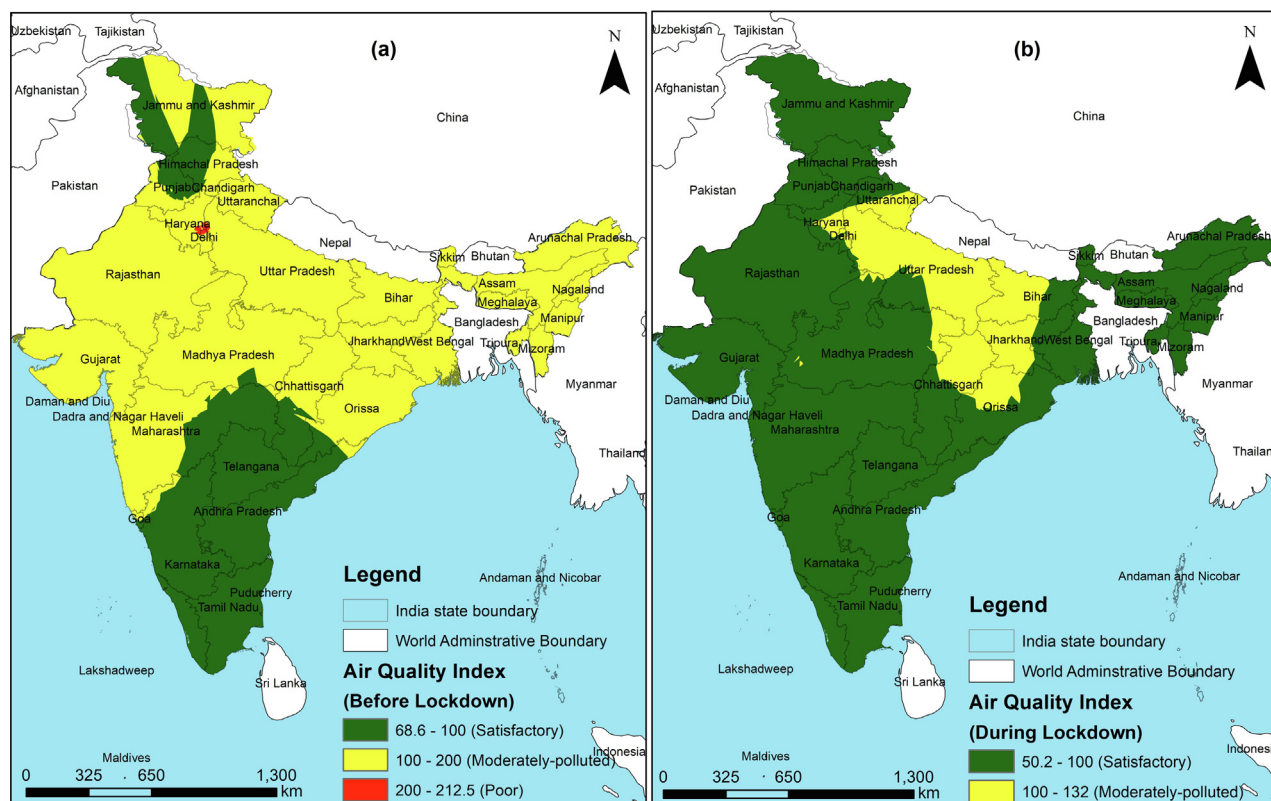 (a)
N
Uzbekistan
Tajikistan
Afghanistan
Jammu and Kashmir
China
Himachal Pradesh
Pakistan
PunjabChandigarh
Uttaranchal
Haryana
Delhi
Nepal
Arunachal Pradesh
Sikkim
Bhutan
Rajasthan
Uttar Pradesh
Assam
Nagaland
Bihar
Meghalaya
Bangladesh
Manipur
Jharkhand
West Bengal
Tripura
Mizoram
Gujarat
Madhya Pradesh
Myanmar
Chhattisgarh
Daman and Diu
Orissa
Dadra and Nagar Haveli
Maharashtra
Telangana
Thailand
Goa
Andhra Pradesh
Karnataka
Andaman and Nicobar
Puducherry
Tamil Nadu
Lakshadweep
Sri Lanka
Maldives
Indonesia
Legend
India state boundary
World Adminstrative Boundary
Air Quality Index
(Before Lockdown)
68.6 - 100 (Satisfactory)
100 - 200 (Moderately-polluted)
200 - 212.5 (Poor)
0 325 650 1,300
km
(b)
N
Uzbekistan
Tajikistan
Afghanistan
Jammu and Kashmir
China
Himachal Pradesh
Pakistan
PunjabChandigarh
Uttaranchal
Haryana
Delhi
Nepal
Arunachal Pradesh
Sikkim
Bhutan
Rajasthan
Uttar Pradesh
Assam
Nagaland
Bihar
Meghalaya
Bangladesh
Manipur
Jharkhand
West Bengal
Tripura
Mizoram
Gujarat
Madhya Pradesh
Myanmar
Chhattisgarh
Daman and Diu
Orissa
Dadra and Nagar Haveli
Maharashtra
Telangana
Thailan
Goa
Andhra Pradesh
Karnataka
Andaman and Nicobar
Puducherry
Tamil Nadu
Lakshadweep
Sri Lanka
Maldives
Indones
Legend
India state boundary
World Adminstrative Boundary
Air Quality Index
(During Lockdown)
50.2 - 100 (Satisfactory)
100 - 132 (Moderately-polluted)
0 325 650 1,300
km